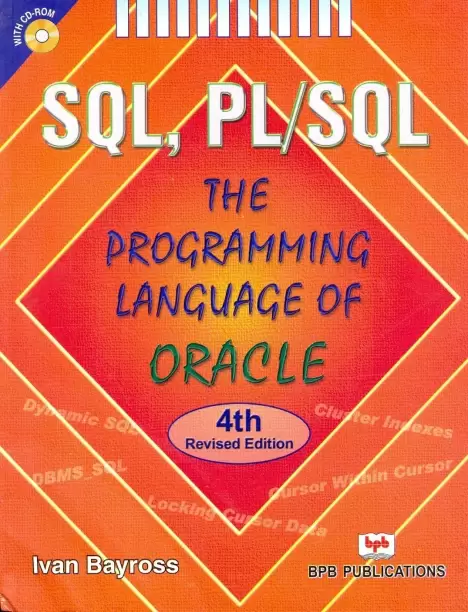 WITH CD-ROM
SQL, PL/SQL
THE
PROGRAMMING
LANGUAGE OF
ORACLE
4th
Revised Edition
Dynamic SQL
Cluster Indexes
DBMS_SQL
Cursor Within Cursor
Locking Cursor Data
Ivan Bayross
bpb
BPB PUBLICATIONS